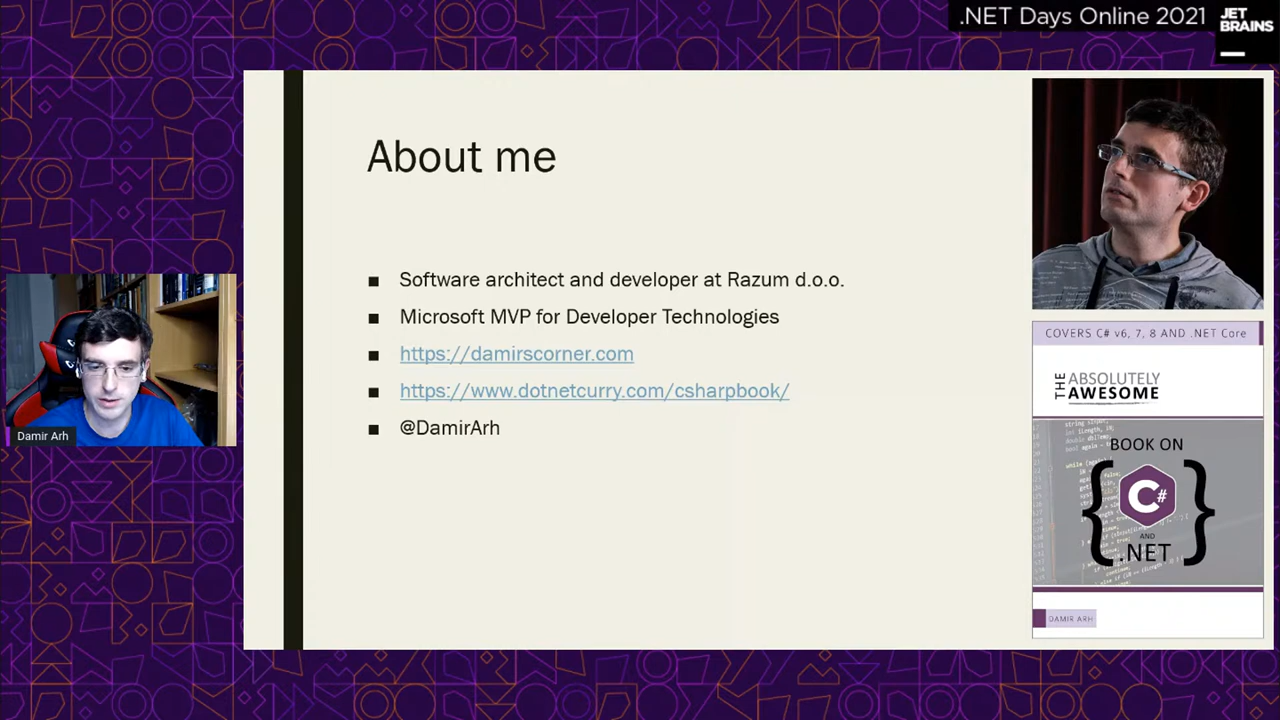 .NET Days Online 2021
JET
BRAINS
About me
Software architect and developer at Razum d.o.o.
Microsoft MVP for Developer Technologies
https://damirscorner.com
https://www.dotnetcurry.com/csharpbook/
@DamirArh
Damir Arh
COVERS C# v6, 7, 8 AND .NET Core
THE ABSOLUTELY
AWESOME
BOOK ON
C#
AND
.NET
DAMIR ARH